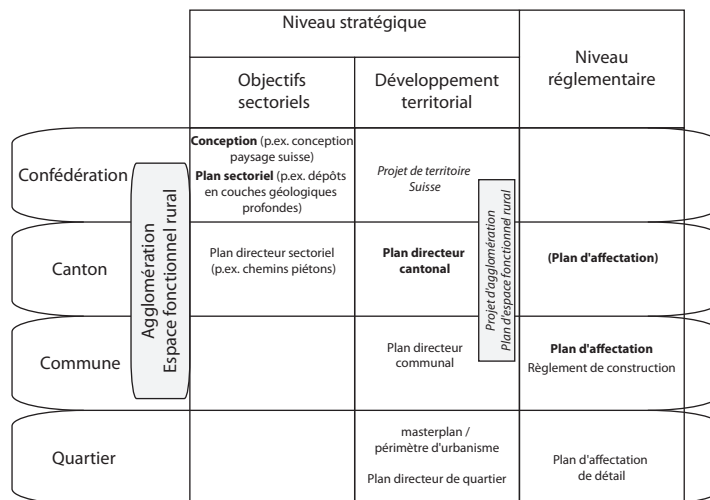 Niveau stratégique
Niveau
réglementaire
Objectifs
sectoriels
Développement
territorial
Confédération
Conception (p.ex. conception
paysage suisse)
Plan sectoriel (p.ex. dépôts
en couches géologiques
profondes)
Projet de territoire
Suisse
Agglomération
Espace fonctionnel rural
Projet d'agglomération
Plan d'espace fonctionnel rural
Canton
Plan directeur sectoriel
(p.ex. chemins piétons)
Plan directeur
cantonal
(Plan d'affectation)
Commune
Plan directeur
communal
Plan d'affectation
Règlement de construction
Quartier
masterplan /
périmètre d'urbanisme
Plan directeur de quartier
Plan d'affectation
de détail